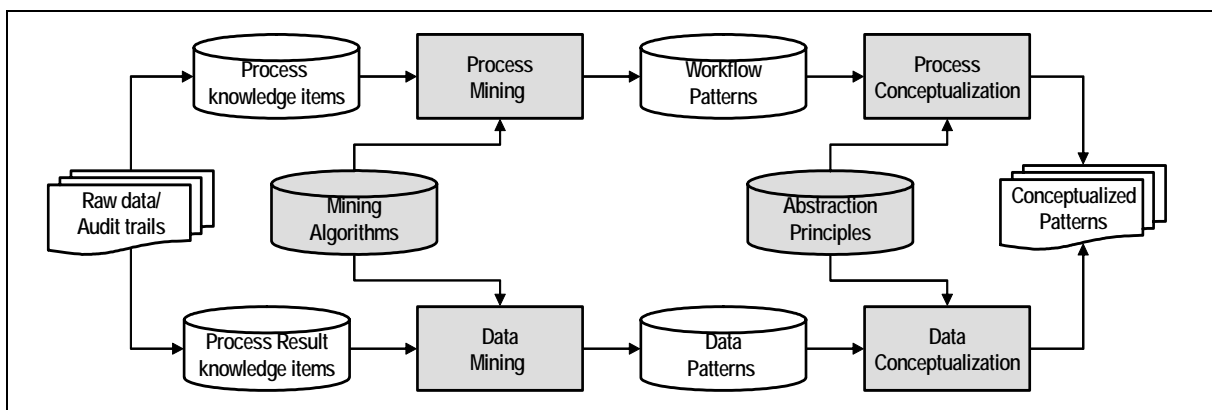 Process
knowledge items
Process
Mining
Workflow
Patterns
Process
Conceptualization
Raw data/
Audit trails
Mining
Algorithms
Abstraction
Principles
Conceptualized
Patterns
Process Result
knowledge items
Data
Mining
Data
Patterns
Data
Conceptualization